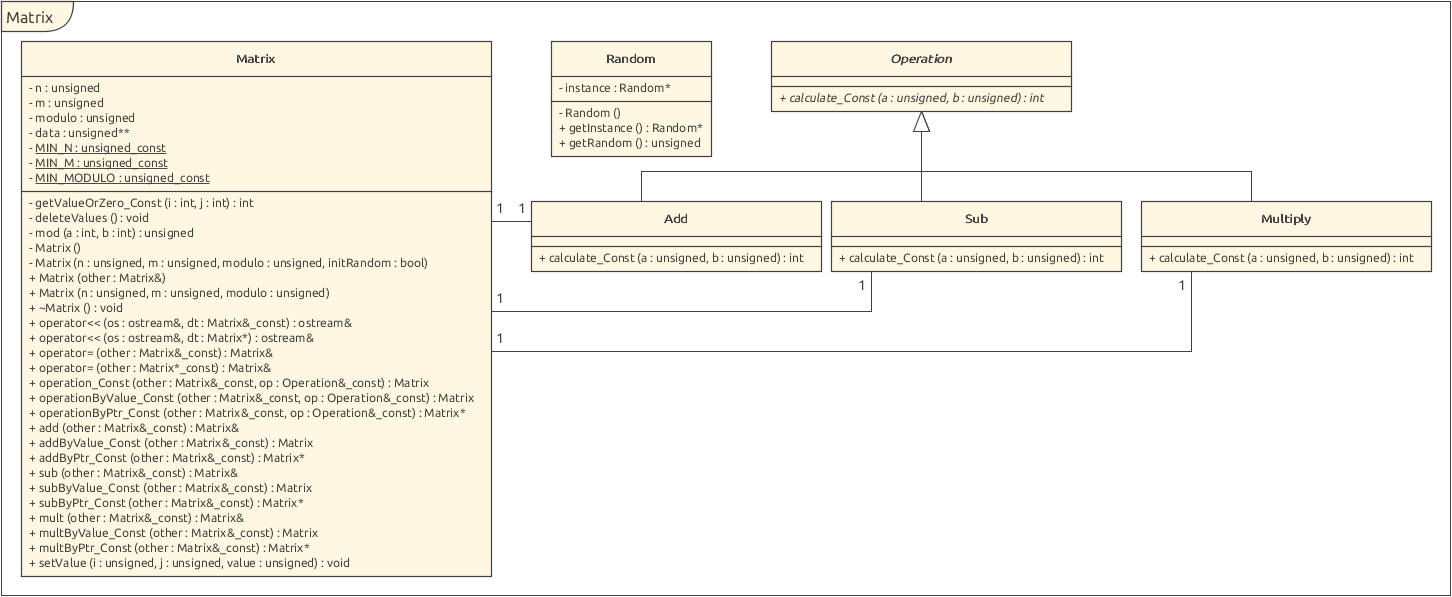 Matrix
Matrix
- n : unsigned
- m : unsigned
- modulo : unsigned
- data : unsigned**
- MIN_N : unsigned_const
- MIN_M : unsigned_const
- MIN_MODULO : unsigned_const
- getValueOrZero_Const (i : int, j : int) : int
- deleteValues () : void
- mod (a : int, b : int) : unsigned
- Matrix ()
- Matrix (n : unsigned, m : unsigned, modulo : unsigned, initRandom : bool)
+ Matrix (other : Matrix&)
+ Matrix (n : unsigned, m : unsigned, modulo : unsigned)
+ ~Matrix () : void
+ operator<< (os : ostream&, dt : Matrix&_const) : ostream&
+ operator<< (os : ostream&, dt : Matrix*) : ostream&
+ operator= (other : Matrix&_const) : Matrix&
+ operator= (other : Matrix*_const) : Matrix&
+ operation_Const (other : Matrix&_const, op : Operation&_const) : Matrix
+ operationByValue_Const (other : Matrix&_const, op : Operation&_const) : Matrix
+ operationByPtr_Const (other : Matrix&_const, op : Operation&_const) : Matrix*
+ add (other : Matrix&_const) : Matrix&
+ addByValue_Const (other : Matrix&_const) : Matrix
+ addByPtr_Const (other : Matrix&_const) : Matrix*
+ sub (other : Matrix&_const) : Matrix&
+ subByValue_Const (other : Matrix&_const) : Matrix
+ subByPtr_Const (other : Matrix&_const) : Matrix*
+ mult (other : Matrix&_const) : Matrix&
+ multByValue_Const (other : Matrix&_const) : Matrix
+ multByPtr_Const (other : Matrix&_const) : Matrix*
+ setValue (i : unsigned, j : unsigned, value : unsigned) : void
Random
- instance : Random*
- Random ()
+ getInstance () : Random*
+ getRandom () : unsigned
Operation
+ calculate_Const (a : unsigned, b : unsigned) : int
1 1
Add
+ calculate_Const (a : unsigned, b : unsigned) : int
Sub
+ calculate_Const (a : unsigned, b : unsigned) : int
Multiply
+ calculate_Const (a : unsigned, b : unsigned) : int
1
1
1
1